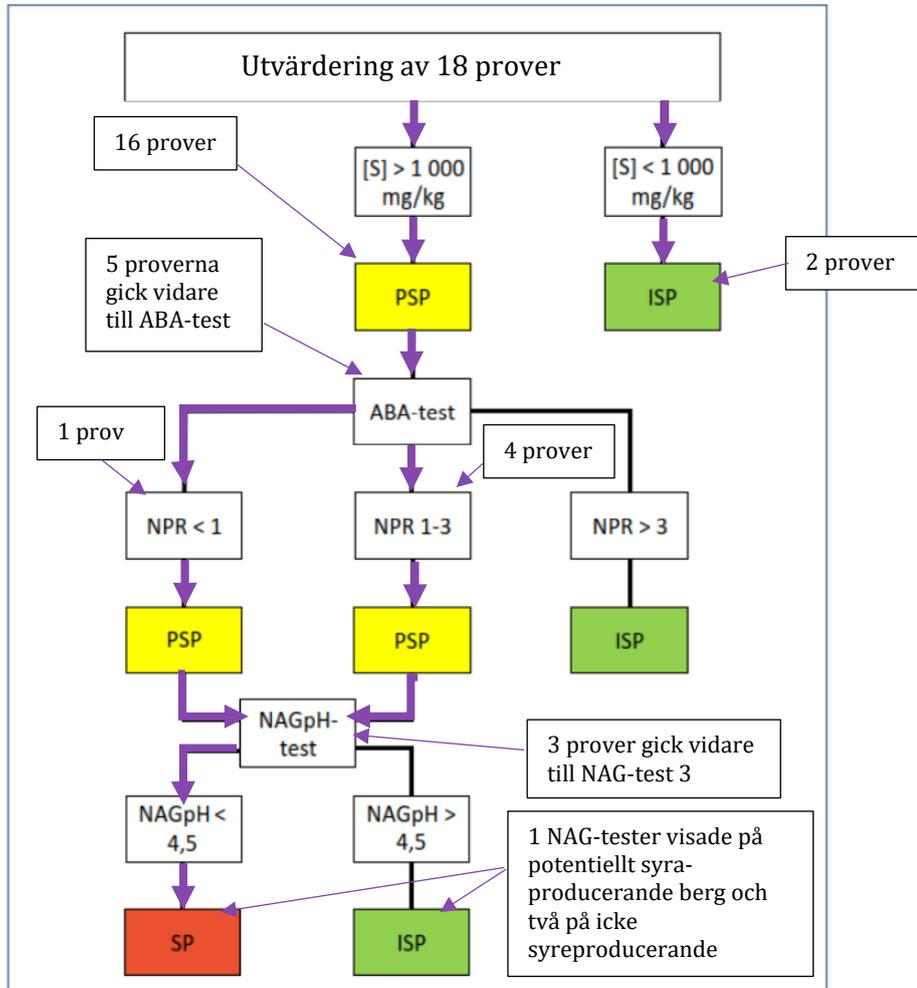 Utvärdering av 18 prover
16 prover
[S] > 1 000
mg/kg
[S] < 1 000
mg/kg
5 proverna
gick vidare
till ABA-test
PSP
ISP
2 prover
ABA-test
1 prov
4 prover
NPR < 1
NPR 1-3
NPR > 3
PSP
PSP
ISP
NAGpH-
test
3 prover gick vidare
till NAG-test 3
NAGpH <
4,5
NAGpH >
4,5
1 NAG-tester visade på
potentiellt syra-
producerande berg och
två på icke
syreproducerande
SP
ISP